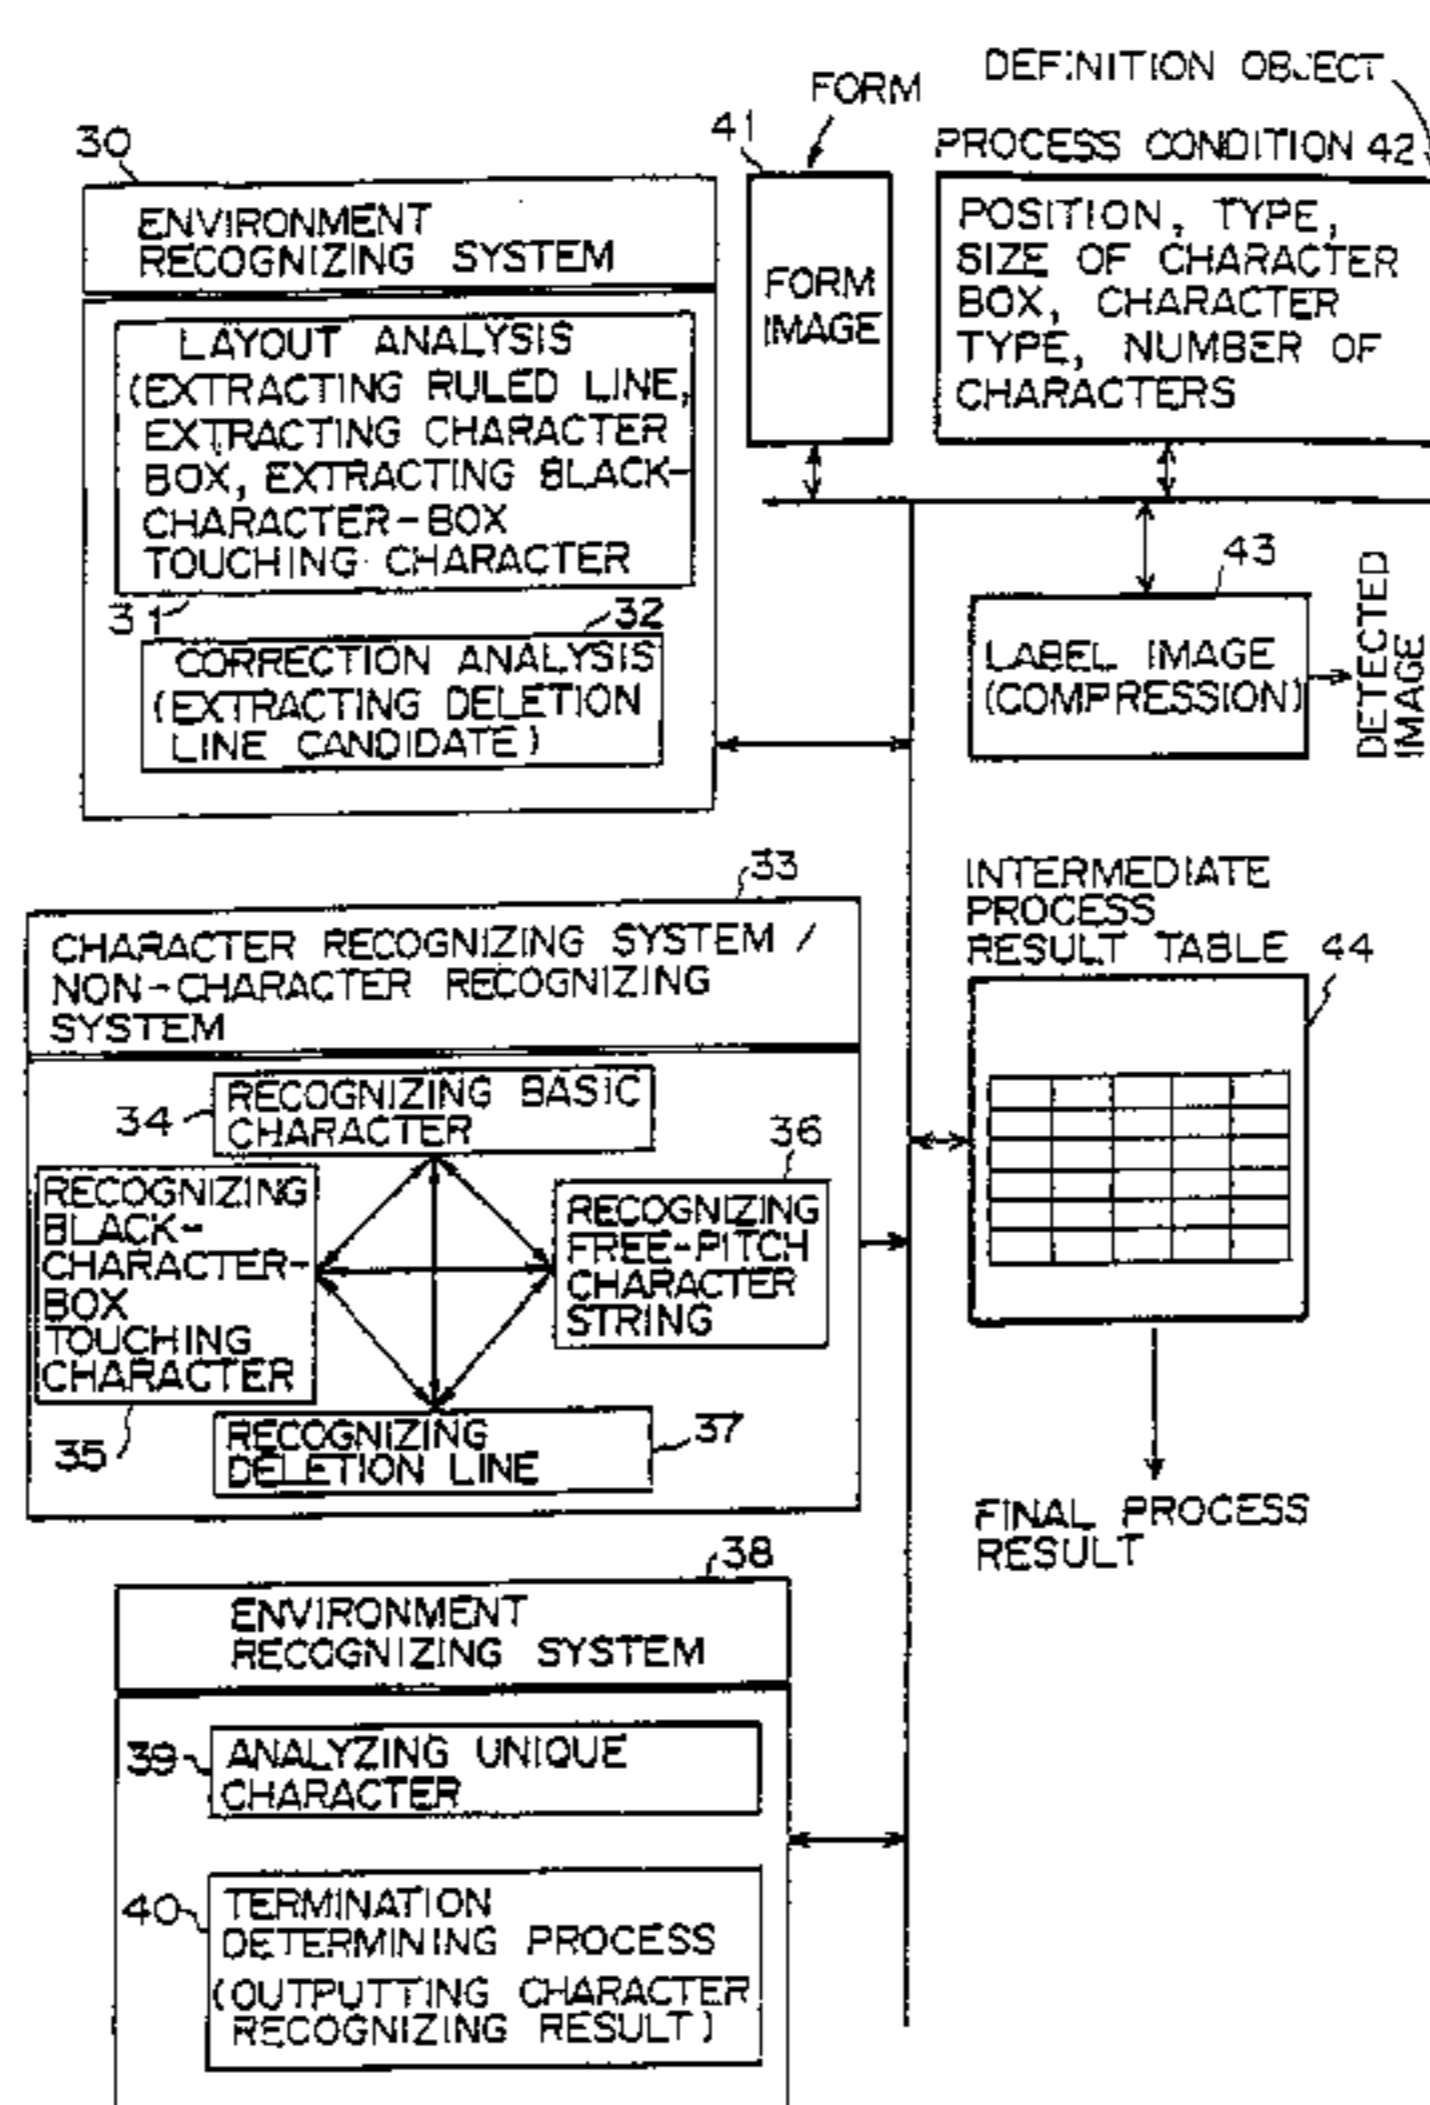 30
ENVIRONMENT
RECOGNIZING SYSTEM
LAYOUT ANALYSIS
(EXTRACTING RULED LINE,
EXTRACTING CHARACTER
BOX, EXTRACTING BLACK-
CHARACTER-BOX
TOUCHING CHARACTER
31
32
CORRECTION ANALYSIS
(EXTRACTING DELETION
LINE CANDIDATE)
41
FORM
FORM
IMAGE
DEFINITION OBJECT
PROCESS CONDITION 42
POSITION, TYPE,
SIZE OF CHARACTER
BOX, CHARACTER
TYPE, NUMBER OF
CHARACTERS
43
LABEL IMAGE
(COMPRESSION)
DETECTED
IMAGE
33
CHARACTER RECOGNIZING SYSTEM /
NON-CHARACTER RECOGNIZING
SYSTEM
34
RECOGNIZING BASIC
CHARACTER
36
RECOGNIZING
BLACK-
CHARACTER-
BOX
TOUCHING
CHARACTER
35
RECOGNIZING
FREE-PITCH
CHARACTER
STRING
RECOGNIZING
DELETION LINE
37
INTERMEDIATE
PROCESS
RESULT TABLE 44
FINAL PROCESS
RESULT
38
ENVIRONMENT
RECOGNIZING SYSTEM
39
ANALYZING UNIQUE
CHARACTER
40
TERMINATION
DETERMINING PROCESS
(OUTPUTTING CHARACTER
RECOGNIZING RESULT)